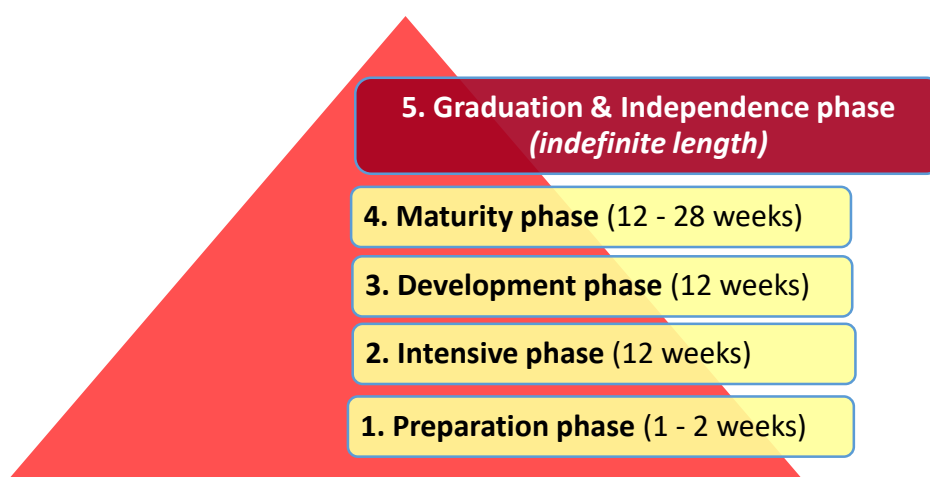 5. Graduation & Independence phase
(indefinite length)
4. Maturity phase (12 - 28 weeks)
3. Development phase (12 weeks)
2. Intensive phase (12 weeks)
1. Preparation phase (1 - 2 weeks)